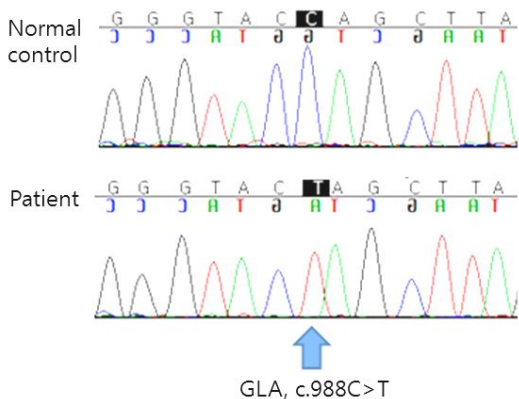 Normal control
G G G T A C C A G C T T A
C C C A T G G T C G A A T
Patient
G G G T A C T A G C T T A
C C C A T G A T C G A A T
GLA, c.988C>T